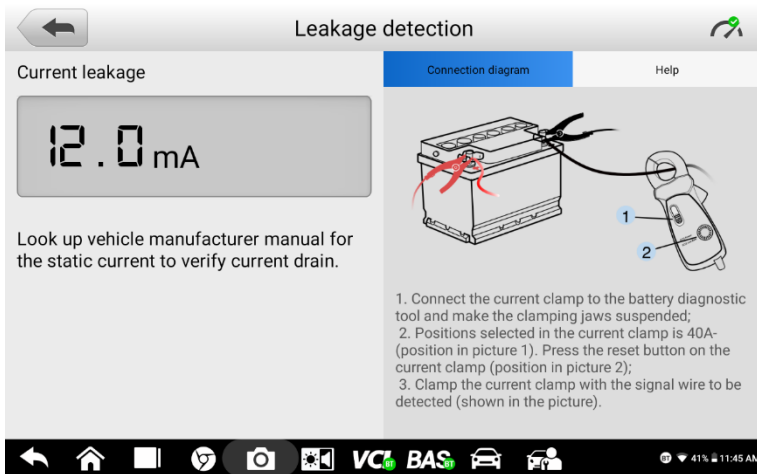 Leakage detection
Current leakage
12.0 mA
Look up vehicle manufacturer manual for
the static current to verify current drain.
Connection diagram
Help
1
2
1. Connect the current clamp to the battery diagnostic
tool and make the clamping jaws suspended;
2. Positions selected in the current clamp is 40A-
(position in picture 1). Press the reset button on the
current clamp (position in picture 2);
3. Clamp the current clamp with the signal wire to be
detected (shown in the picture).
VCI BT BAS BT
BT 41% 11:45 AM